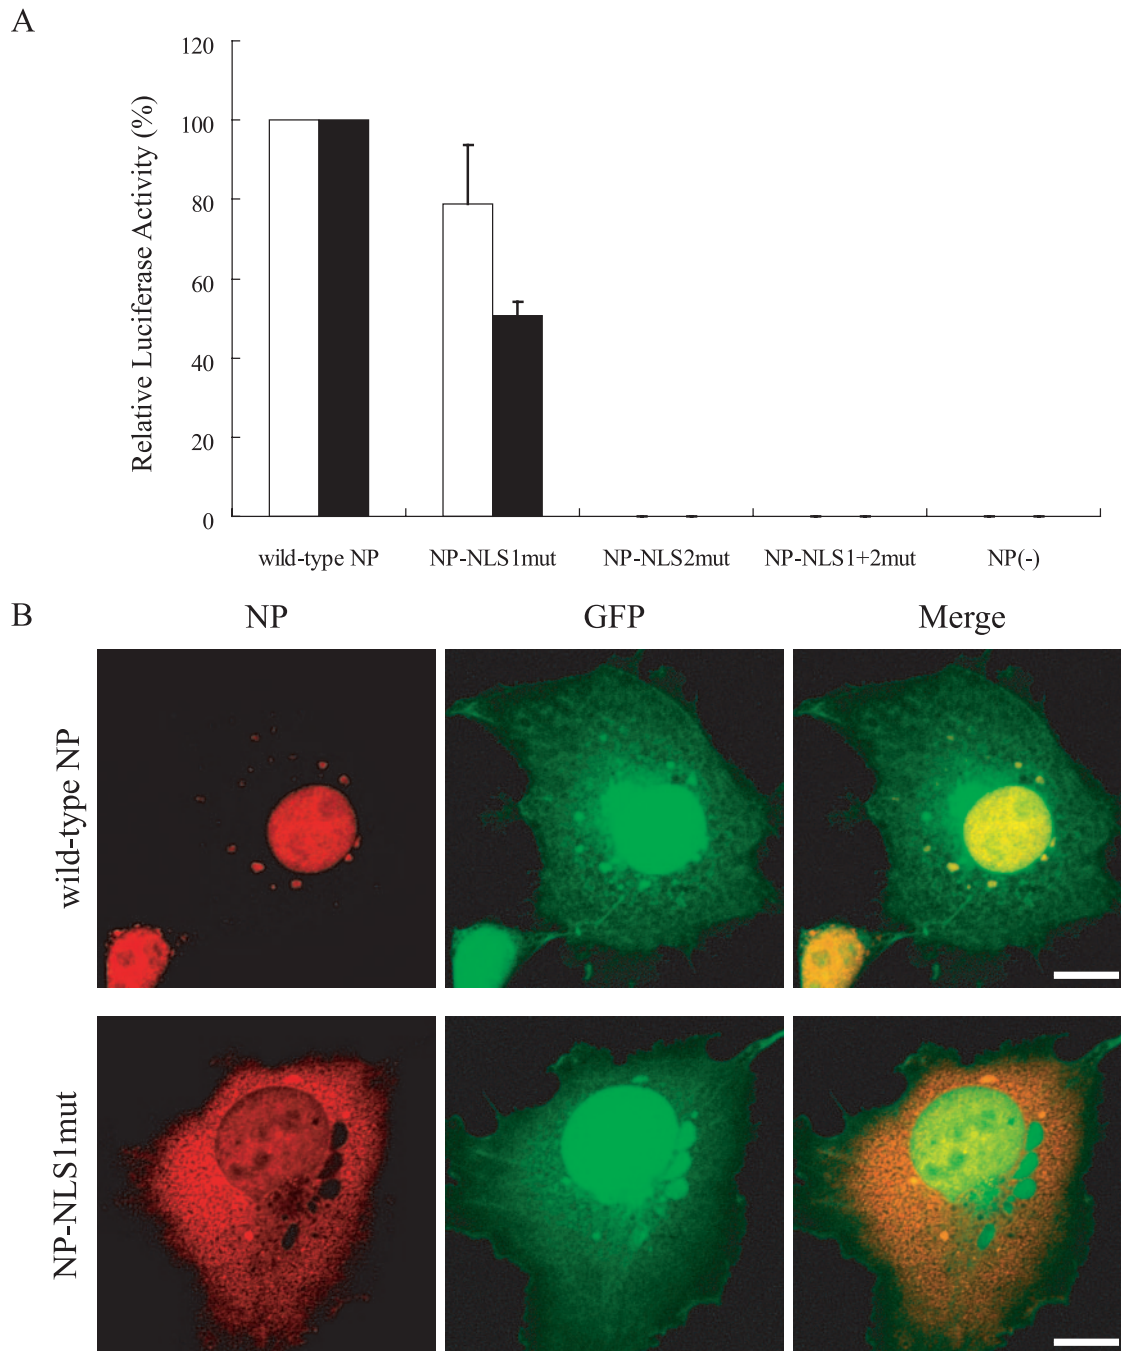 A
120
100
80
60
40
20
0
Relative Luciferase Activity (%)
wild-type NP NP-NLS1mut NP-NLS2mut NP-NLS1+2mut NP(-)
B
NP GFP Merge
wild-type NP
NP-NLS1mut